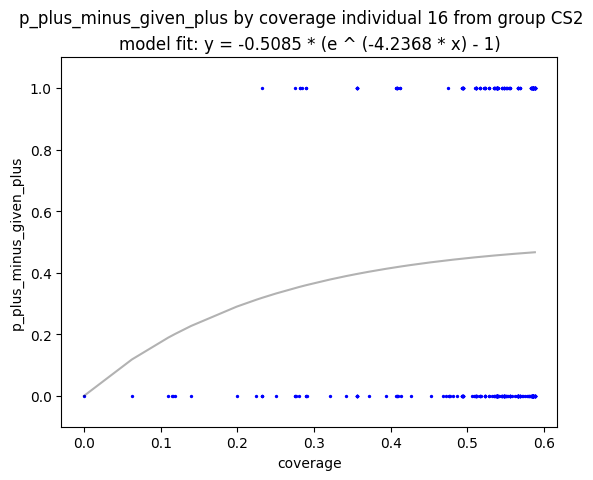 p_plus_minus_given_plus by coverage individual 16 from group CS2
model fit: y = -0.5085 * (e ^ (-4.2368 * x) - 1)
1.0
0.8
0.6
0.4
0.2
0.0
p_plus_minus_given_plus
0.0 0.1 0.2 0.3 0.4 0.5 0.6
coverage